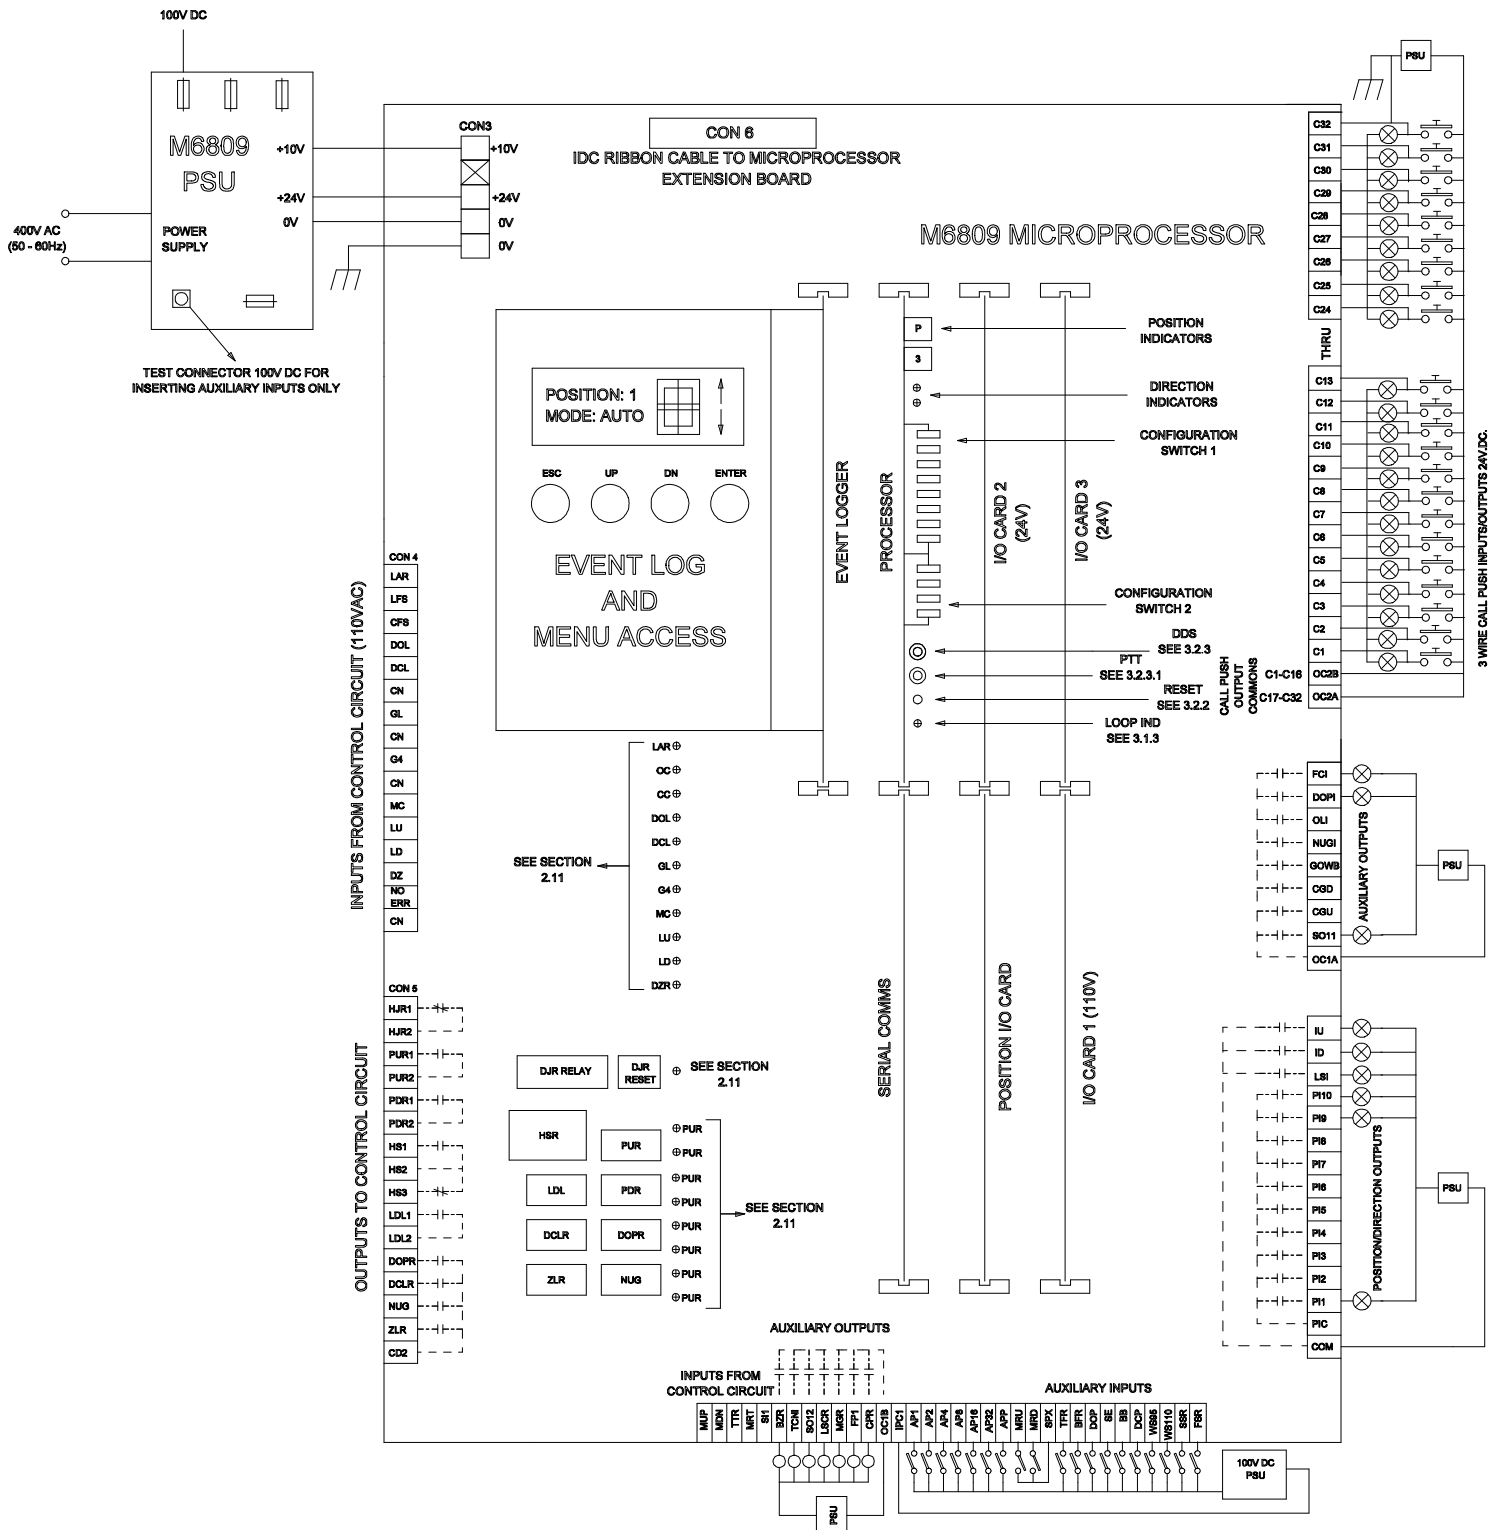 100V DC
M6809
PSU
+10V
+24V
0V
POWER
SUPPLY
400V AC
(50 - 60Hz)
TEST CONNECTOR 100V DC FOR
INSERTING AUXILIARY INPUTS ONLY
CON3
+10V
+24V
0V
0V
CON 6
IDC RIBBON CABLE TO MICROPROCESSOR
EXTENSION BOARD
M6809 MICROPROCESSOR
POSITION: 1
MODE: AUTO
ESC
UP
DN
ENTER
EVENT LOG
AND
MENU ACCESS
EVENT LOGGER
PROCESSOR
P
3
I/O CARD 2
(24V)
I/O CARD 3
(24V)
POSITION
INDICATORS
DIRECTION
INDICATORS
CONFIGURATION
SWITCH 1
CONFIGURATION
SWITCH 2
DDS
SEE 3.2.3
PTT
SEE 3.2.3.1
RESET
SEE 3.2.2
LOOP IND
SEE 3.1.3
SERIAL COMMS
POSITION I/O CARD
I/O CARD 1 (110V)
INPUTS FROM CONTROL CIRCUIT (110VAC)
CON 4
LAR
LFS
CFS
DOL
DCL
CN
GL
CN
G4
CN
MC
LU
LD
DZ
NO
ERR
CN
LAR
OC
CC
DOL
DCL
GL
G4
MC
LU
LD
DZR
SEE SECTION
2.11
OUTPUTS TO CONTROL CIRCUIT
CON 5
HJR1
HJR2
PUR1
PUR2
PDR1
PDR2
HS1
HS2
HS3
LDL1
LDL2
DOPR
DCLR
NUG
ZLR
CD2
DJR RELAY
DJR
RESET
SEE SECTION
2.11
HSR
PUR
LDL
PDR
DCLR
DOPR
ZLR
NUG
PUR
PUR
PUR
PUR
PUR
PUR
PUR
PUR
SEE SECTION
2.11
PSU
C32
C31
C30
C29
C28
C27
C26
C25
C24
THRU
C13
C12
C11
C10
C9
C8
C7
C6
C5
C4
C3
C2
C1
OC2B
OC2A
C1-C16
C17-C32
CALL PUSH
OUTPUT
COMMONS
3 WIRE CALL PUSH INPUTS/OUTPUTS 24V.DC.
FCI
DOPI
OLI
NUGI
GOWB
CGD
CGU
SO11
OC1A
AUXILIARY OUTPUTS
PSU
IU
ID
LSI
PI10
PI9
PI8
PI7
PI6
PI5
PI4
PI3
PI2
PI1
PIC
COM
POSITION/DIRECTION OUTPUTS
PSU
AUXILIARY OUTPUTS
INPUTS FROM
CONTROL CIRCUIT
AUXILIARY INPUTS
MUP
MDN
TTR
MRT
SI1
BZR
TCNI
SO12
LSCR
MGR
FP1
CPR
OC1B
IPC1
AP1
AP2
AP4
AP8
AP16
AP32
APP
MRU
MRD
SPX
TFR
BFR
DOP
SE
BB
DCP
WS95
WS110
SSR
FSR
PSU
100V DC
PSU